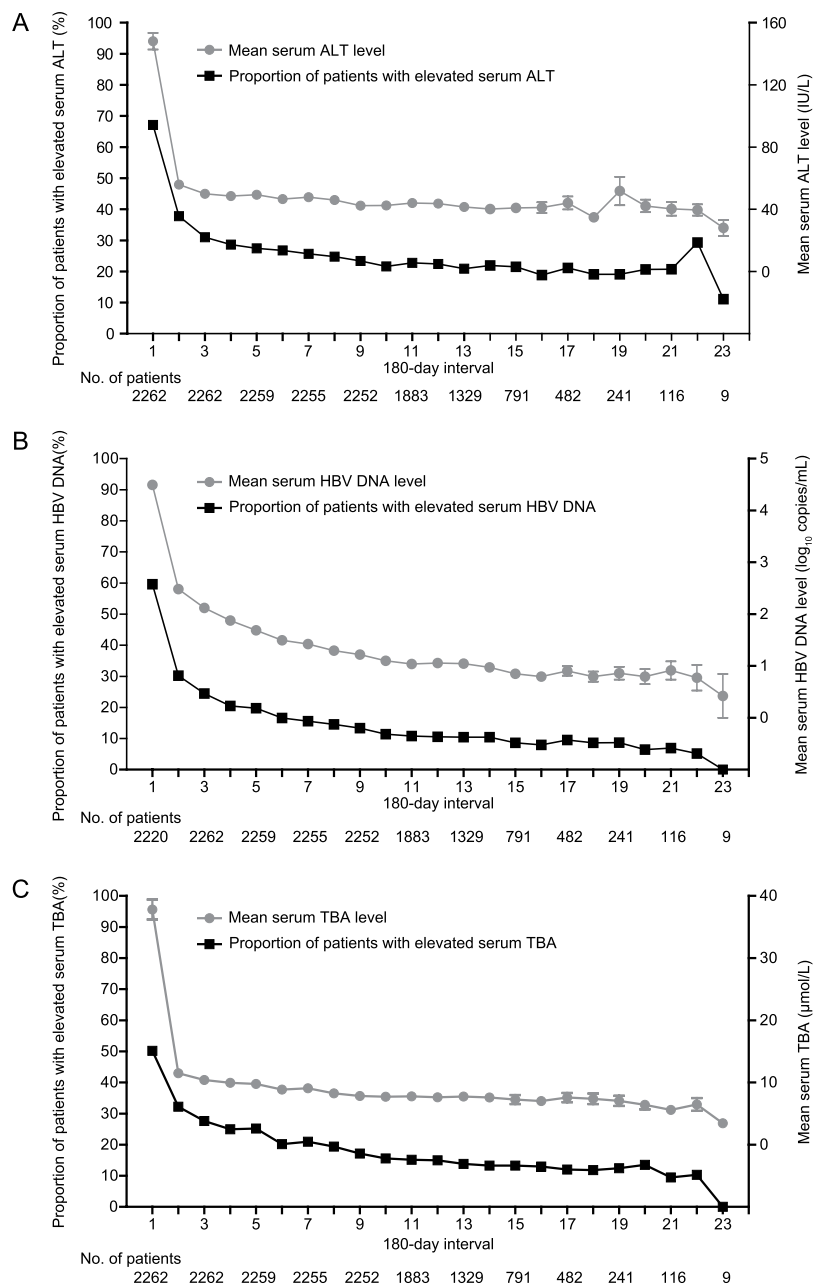 A
Proportion of patients with elevated serum ALT (%)
100
90
80
70
60
50
40
30
20
10
0
Mean serum ALT level
Proportion of patients with elevated serum ALT
160
120
80
40
0
Mean serum ALT level (IU/L)
1 3 5 7 9 11 13 15 17 19 21 23
180-day interval
No. of patients
2262 2262 2259 2255 2252 1883 1329 791 482 241 116 9
B
Proportion of patients with elevated serum HBV DNA(%)
100
90
80
70
60
50
40
30
20
10
0
Mean serum HBV DNA level
Proportion of patients with elevated serum HBV DNA
5
4
3
2
1
0
Mean serum HBV DNA level (log₁₀ copies/mL)
1 3 5 7 9 11 13 15 17 19 21 23
180-day interval
No. of patients
2220 2262 2259 2255 2252 1883 1329 791 482 241 116 9
C
Proportion of patients with elevated serum TBA(%)
100
90
80
70
60
50
40
30
20
10
0
Mean serum TBA level
Proportion of patients with elevated serum TBA
40
30
20
10
0
Mean serum TBA (μmol/L)
1 3 5 7 9 11 13 15 17 19 21 23
180-day interval
No. of patients
2262 2262 2259 2255 2252 1883 1329 791 482 241 116 9